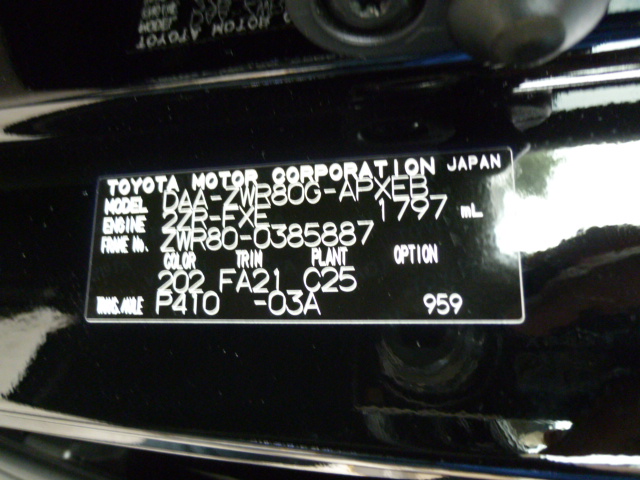 TOYOTA MOTOR CORPORATION JAPAN
MODEL DAA-ZWR80G-APXEB
ENGINE 2ZR-FXE 1797 mL
FRAME No. ZWR80-0385887
COLOR TRIM PLANT OPTION
202 FA21 C25
TRANS./AXLE P410 -03A 959